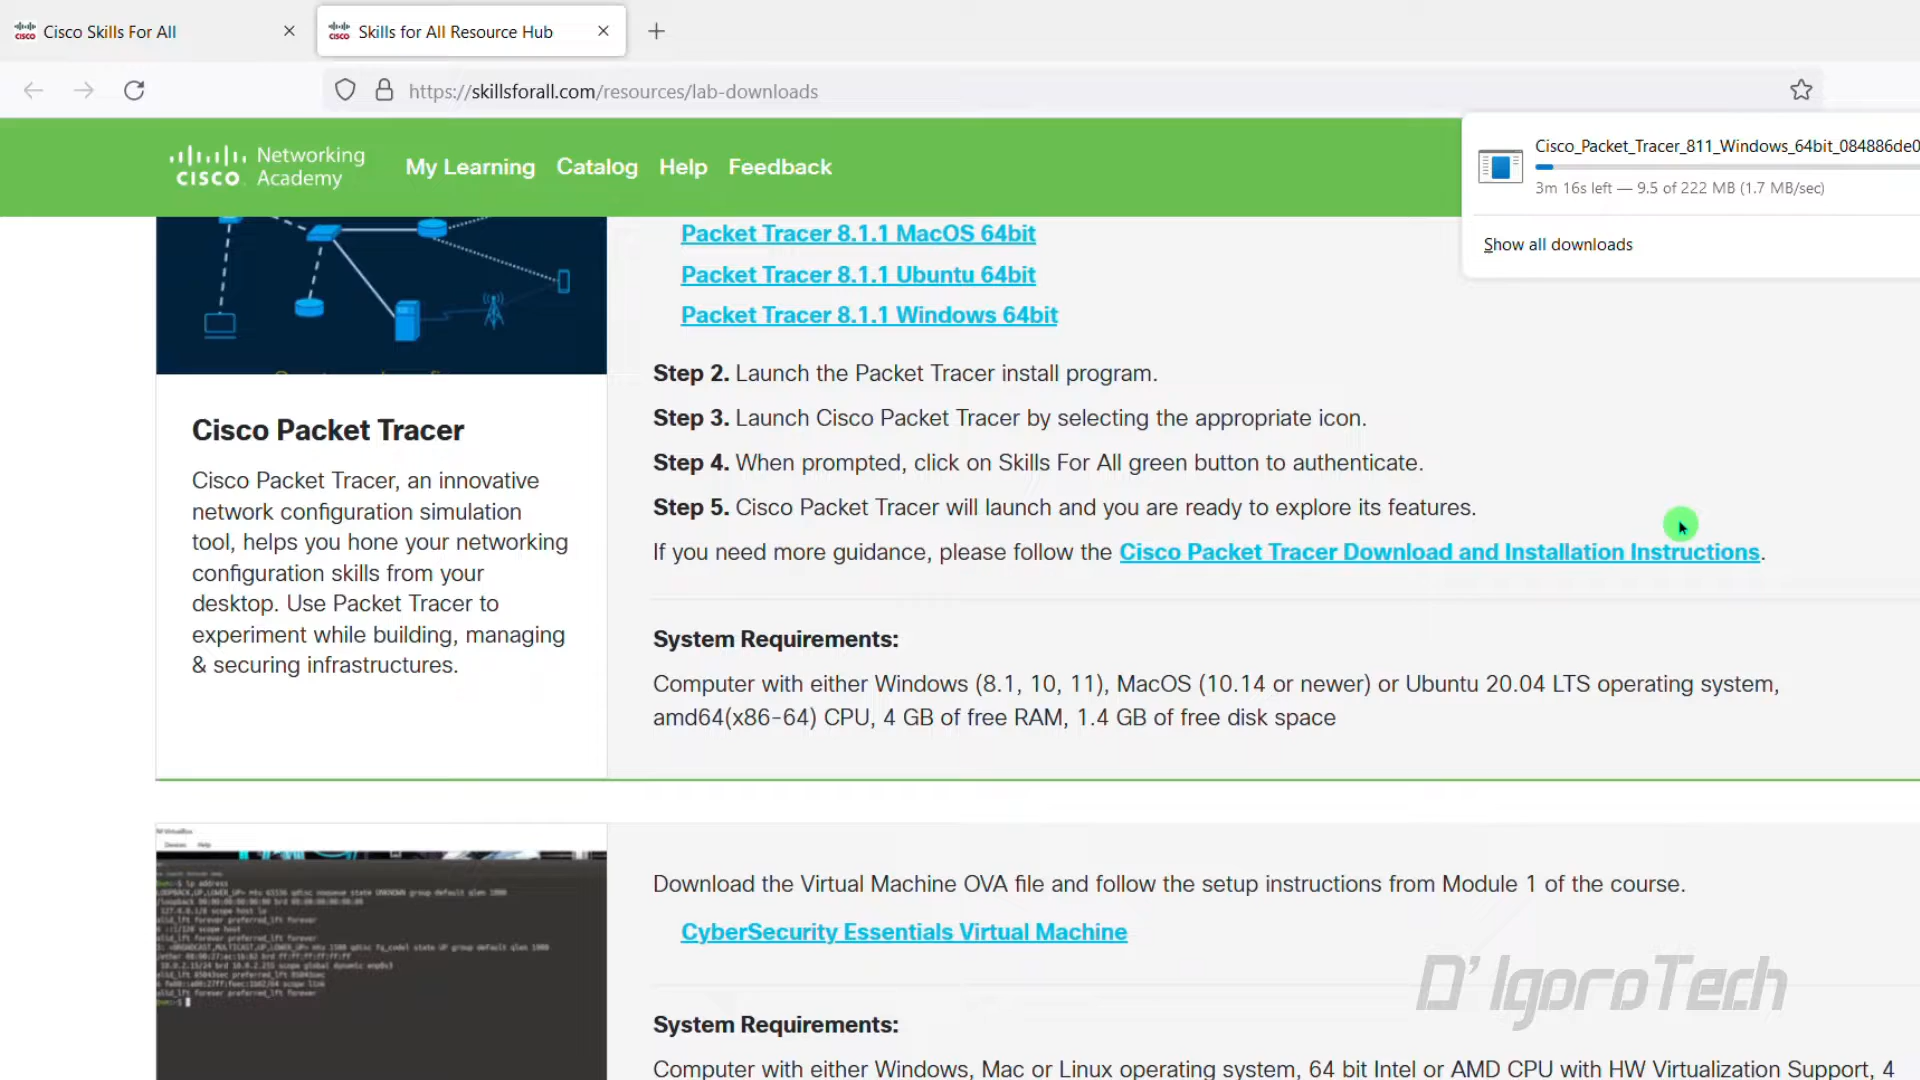 Cisco Skills For All
Skills for All Resource Hub
https://skillsforall.com/resources/lab-downloads
Cisco_Packet_Tracer_811_Windows_64bit_084886de0
3m 16s left — 9.5 of 222 MB (1.7 MB/sec)
Show all downloads
CISCO Networking Academy
My Learning Catalog Help Feedback
Packet Tracer 8.1.1 MacOS 64bit
Packet Tracer 8.1.1 Ubuntu 64bit
Packet Tracer 8.1.1 Windows 64bit
Step 2. Launch the Packet Tracer install program.
Step 3. Launch Cisco Packet Tracer by selecting the appropriate icon.
Step 4. When prompted, click on Skills For All green button to authenticate.
Step 5. Cisco Packet Tracer will launch and you are ready to explore its features.
If you need more guidance, please follow the Cisco Packet Tracer Download and Installation Instructions.
Cisco Packet Tracer
Cisco Packet Tracer, an innovative
network configuration simulation
tool, helps you hone your networking
configuration skills from your
desktop. Use Packet Tracer to
experiment while building, managing
& securing infrastructures.
System Requirements:
Computer with either Windows (8.1, 10, 11), MacOS (10.14 or newer) or Ubuntu 20.04 LTS operating system,
amd64(x86-64) CPU, 4 GB of free RAM, 1.4 GB of free disk space
Download the Virtual Machine OVA file and follow the setup instructions from Module 1 of the course.
CyberSecurity Essentials Virtual Machine
D'IgoroTech
System Requirements:
Computer with either Windows, Mac or Linux operating system, 64 bit Intel or AMD CPU with HW Virtualization Support, 4